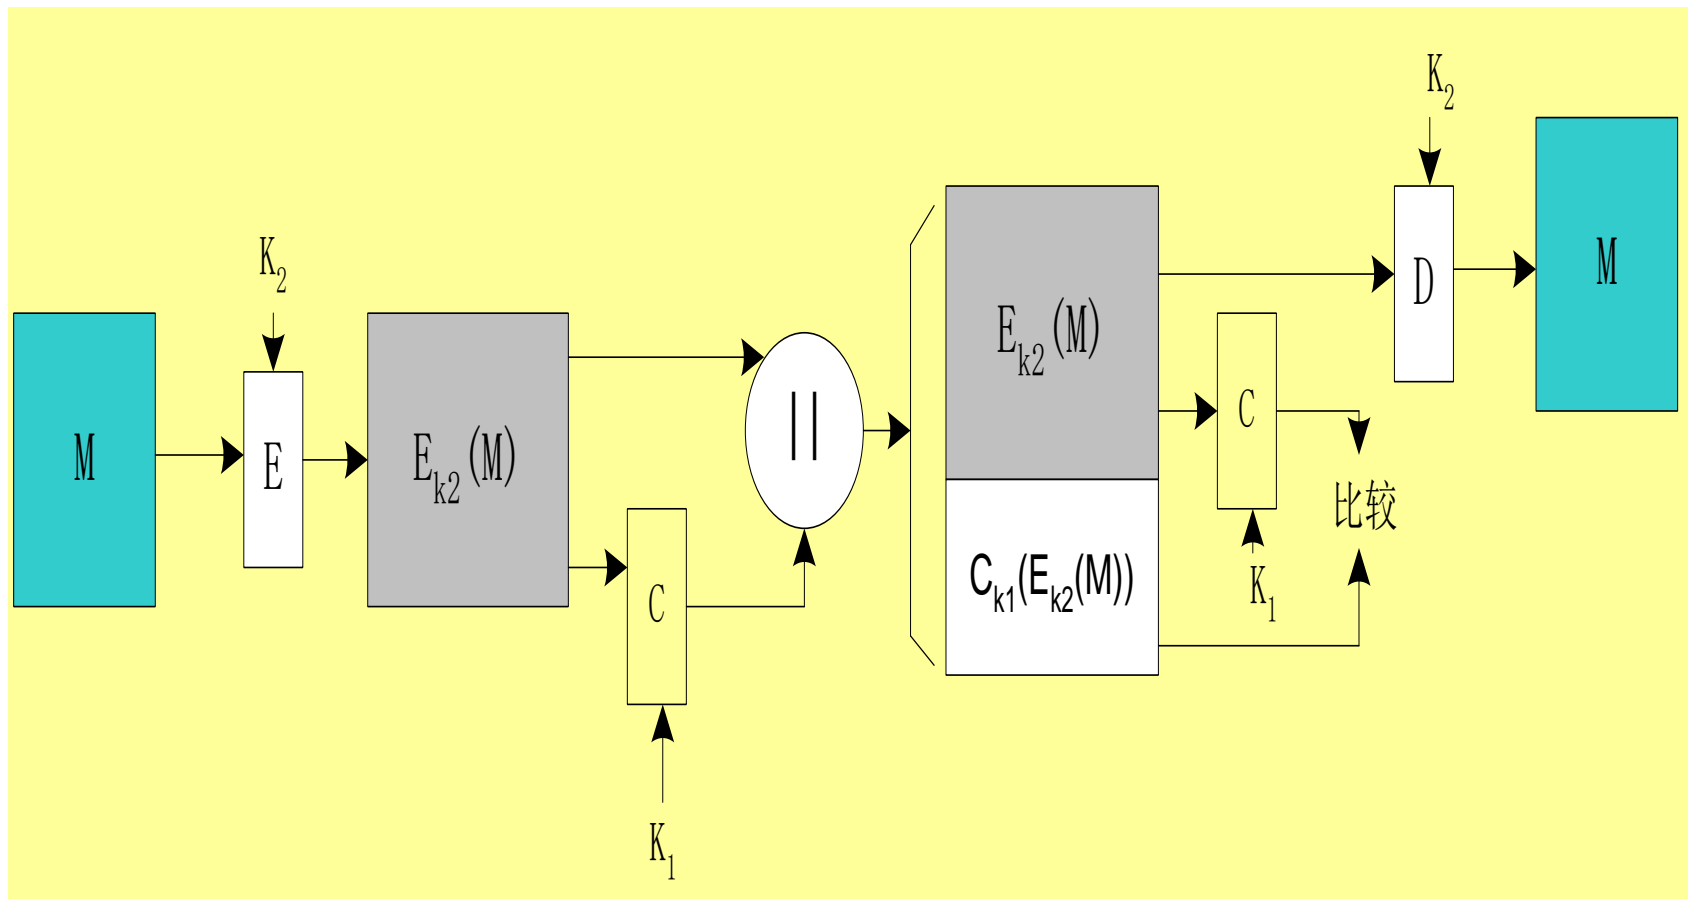 M
K₂
E
Eₖ₂(M)
C
K₁
||
Eₖ₂(M)
Cₖ₁(Eₖ₂(M))
C
K₁
比较
K₂
D
M